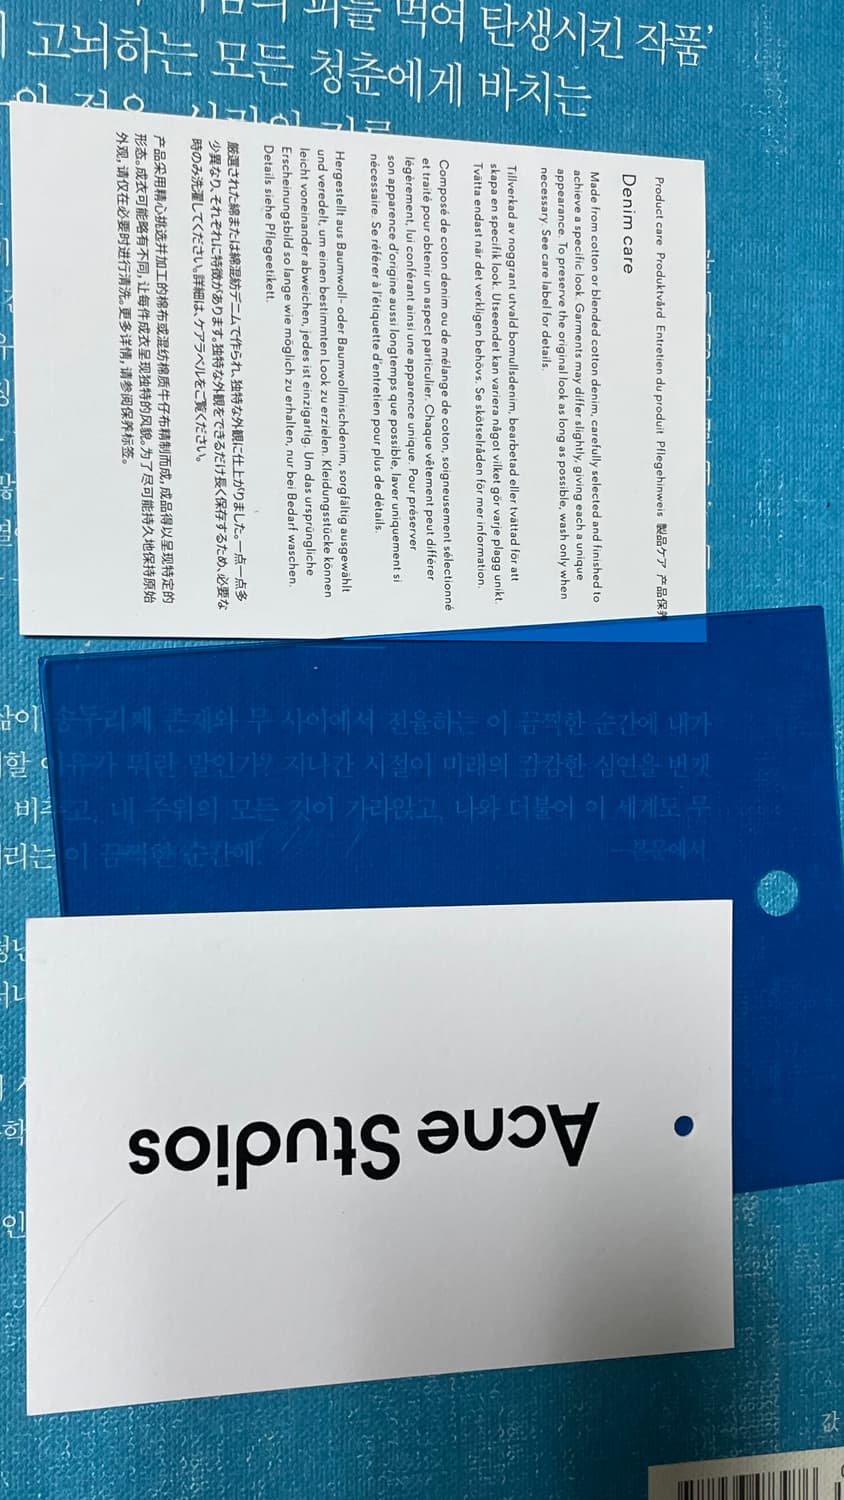 피를 먹여 탄생시킨 작품’
고뇌하는 모든 청춘에게 바치는
Product care Produktvård Entretien du produit Pflegehinweis 製品ケア 产品保养
Denim care
Made from cotton or blended cotton denim, carefully selected and finished to
achieve a specific look. Garments may differ slightly, giving each a unique
appearance. To preserve the original look as long as possible, wash only when
necessary. See care label for details.
Tillverkad av noggrant utvald bomullsdenim, bearbetad eller tvättad för att
skapa en specifik look. Utseendet kan variera något vilket gör varje plagg unikt.
Tvätta endast när det verkligen behövs. Se skötselråden för mer information.
Composé de coton denim ou de mélange de coton, soigneusement sélectionné
et traité pour obtenir un aspect particulier. Chaque vêtement peut différer
légèrement, lui conférant ainsi une apparence unique. Pour préserver
son apparence d'origine aussi longtemps que possible, laver uniquement si
nécessaire. Se référer à l'étiquette d'entretien pour plus de détails.
Hergestellt aus Baumwoll- oder Baumwollmischdenim, sorgfältig ausgewählt
und veredelt, um einen bestimmten Look zu erzielen. Kleidungsstücke können
leicht voneinander abweichen, jedes ist einzigartig. Um das ursprüngliche
Erscheinungsbild so lange wie möglich zu erhalten, nur bei Bedarf waschen.
Details siehe Pflegeetikett.
厳選された綿または綿混紡デニムで作られ、独特な外観に仕上がりました。一点一点多
少異なり、それぞれに特徴があります。独特な外観をできるだけ長く保存するため、必要な
時のみ洗濯してください。詳細は、ケアラベルをご覧ください。
产品采用精心挑选并加工的棉布或混纺棉质牛仔布精制而成，成品得以呈现特定的
形态。成衣可能略有不同，让每件成衣呈现独特的风貌。为了尽可能持久地保持原始
外观，请仅在必要时进行清洗。更多详情，请参阅保养标签。
삶이 송두리째 존재와 무 사이에서 전율하는 이 끔찍한 순간에 내가
할 이유가 뭐란 말인가? 지나간 시절이 미래의 캄캄한 심연을 번갯
비추고, 내 주위의 모든 것이 가라앉고, 나와 더불어 이 세계도 무
리는 이 끔찍한 순간에.
—본문에서
Acne Studios
값